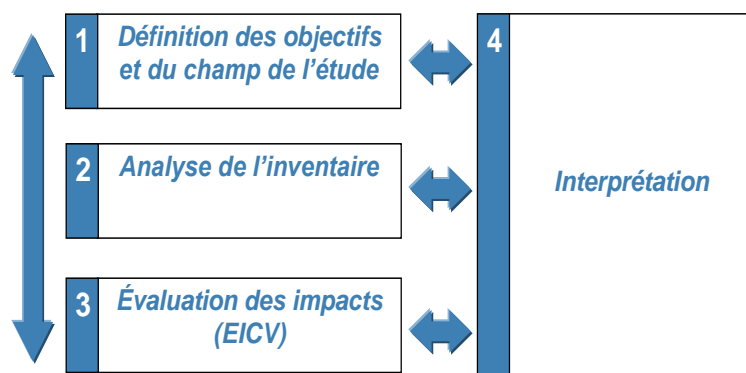 1
Définition des objectifs
et du champ de l'étude
2
Analyse de l'inventaire
3
Évaluation des impacts
(EICV)
4
Interprétation